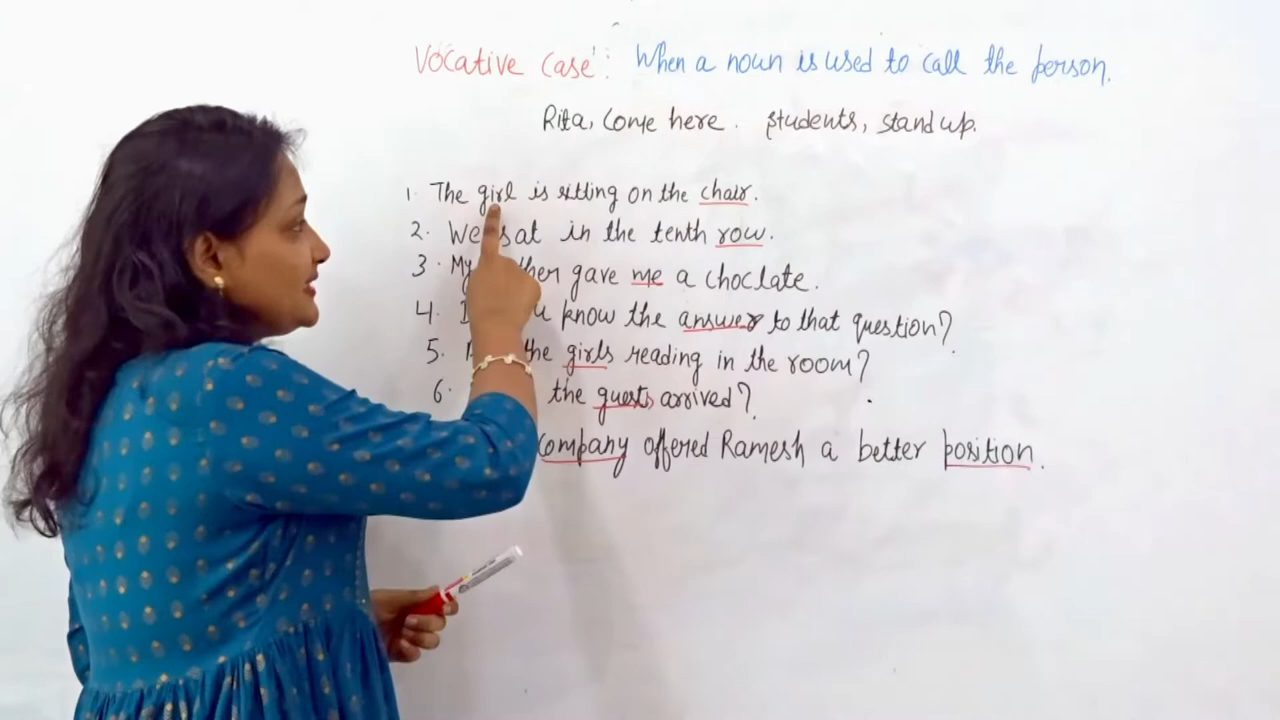 Vocative Case: When a noun is used to call the person.
Rita, Come here. Students, stand up.
1. The girl is sitting on the chair.
2. We sat in the tenth row.
3. My ther gave me a choclate.
4. know the answer to that question?
5. the girls reading in the room?
6. the guests arrived?
Company offered Ramesh a better position.